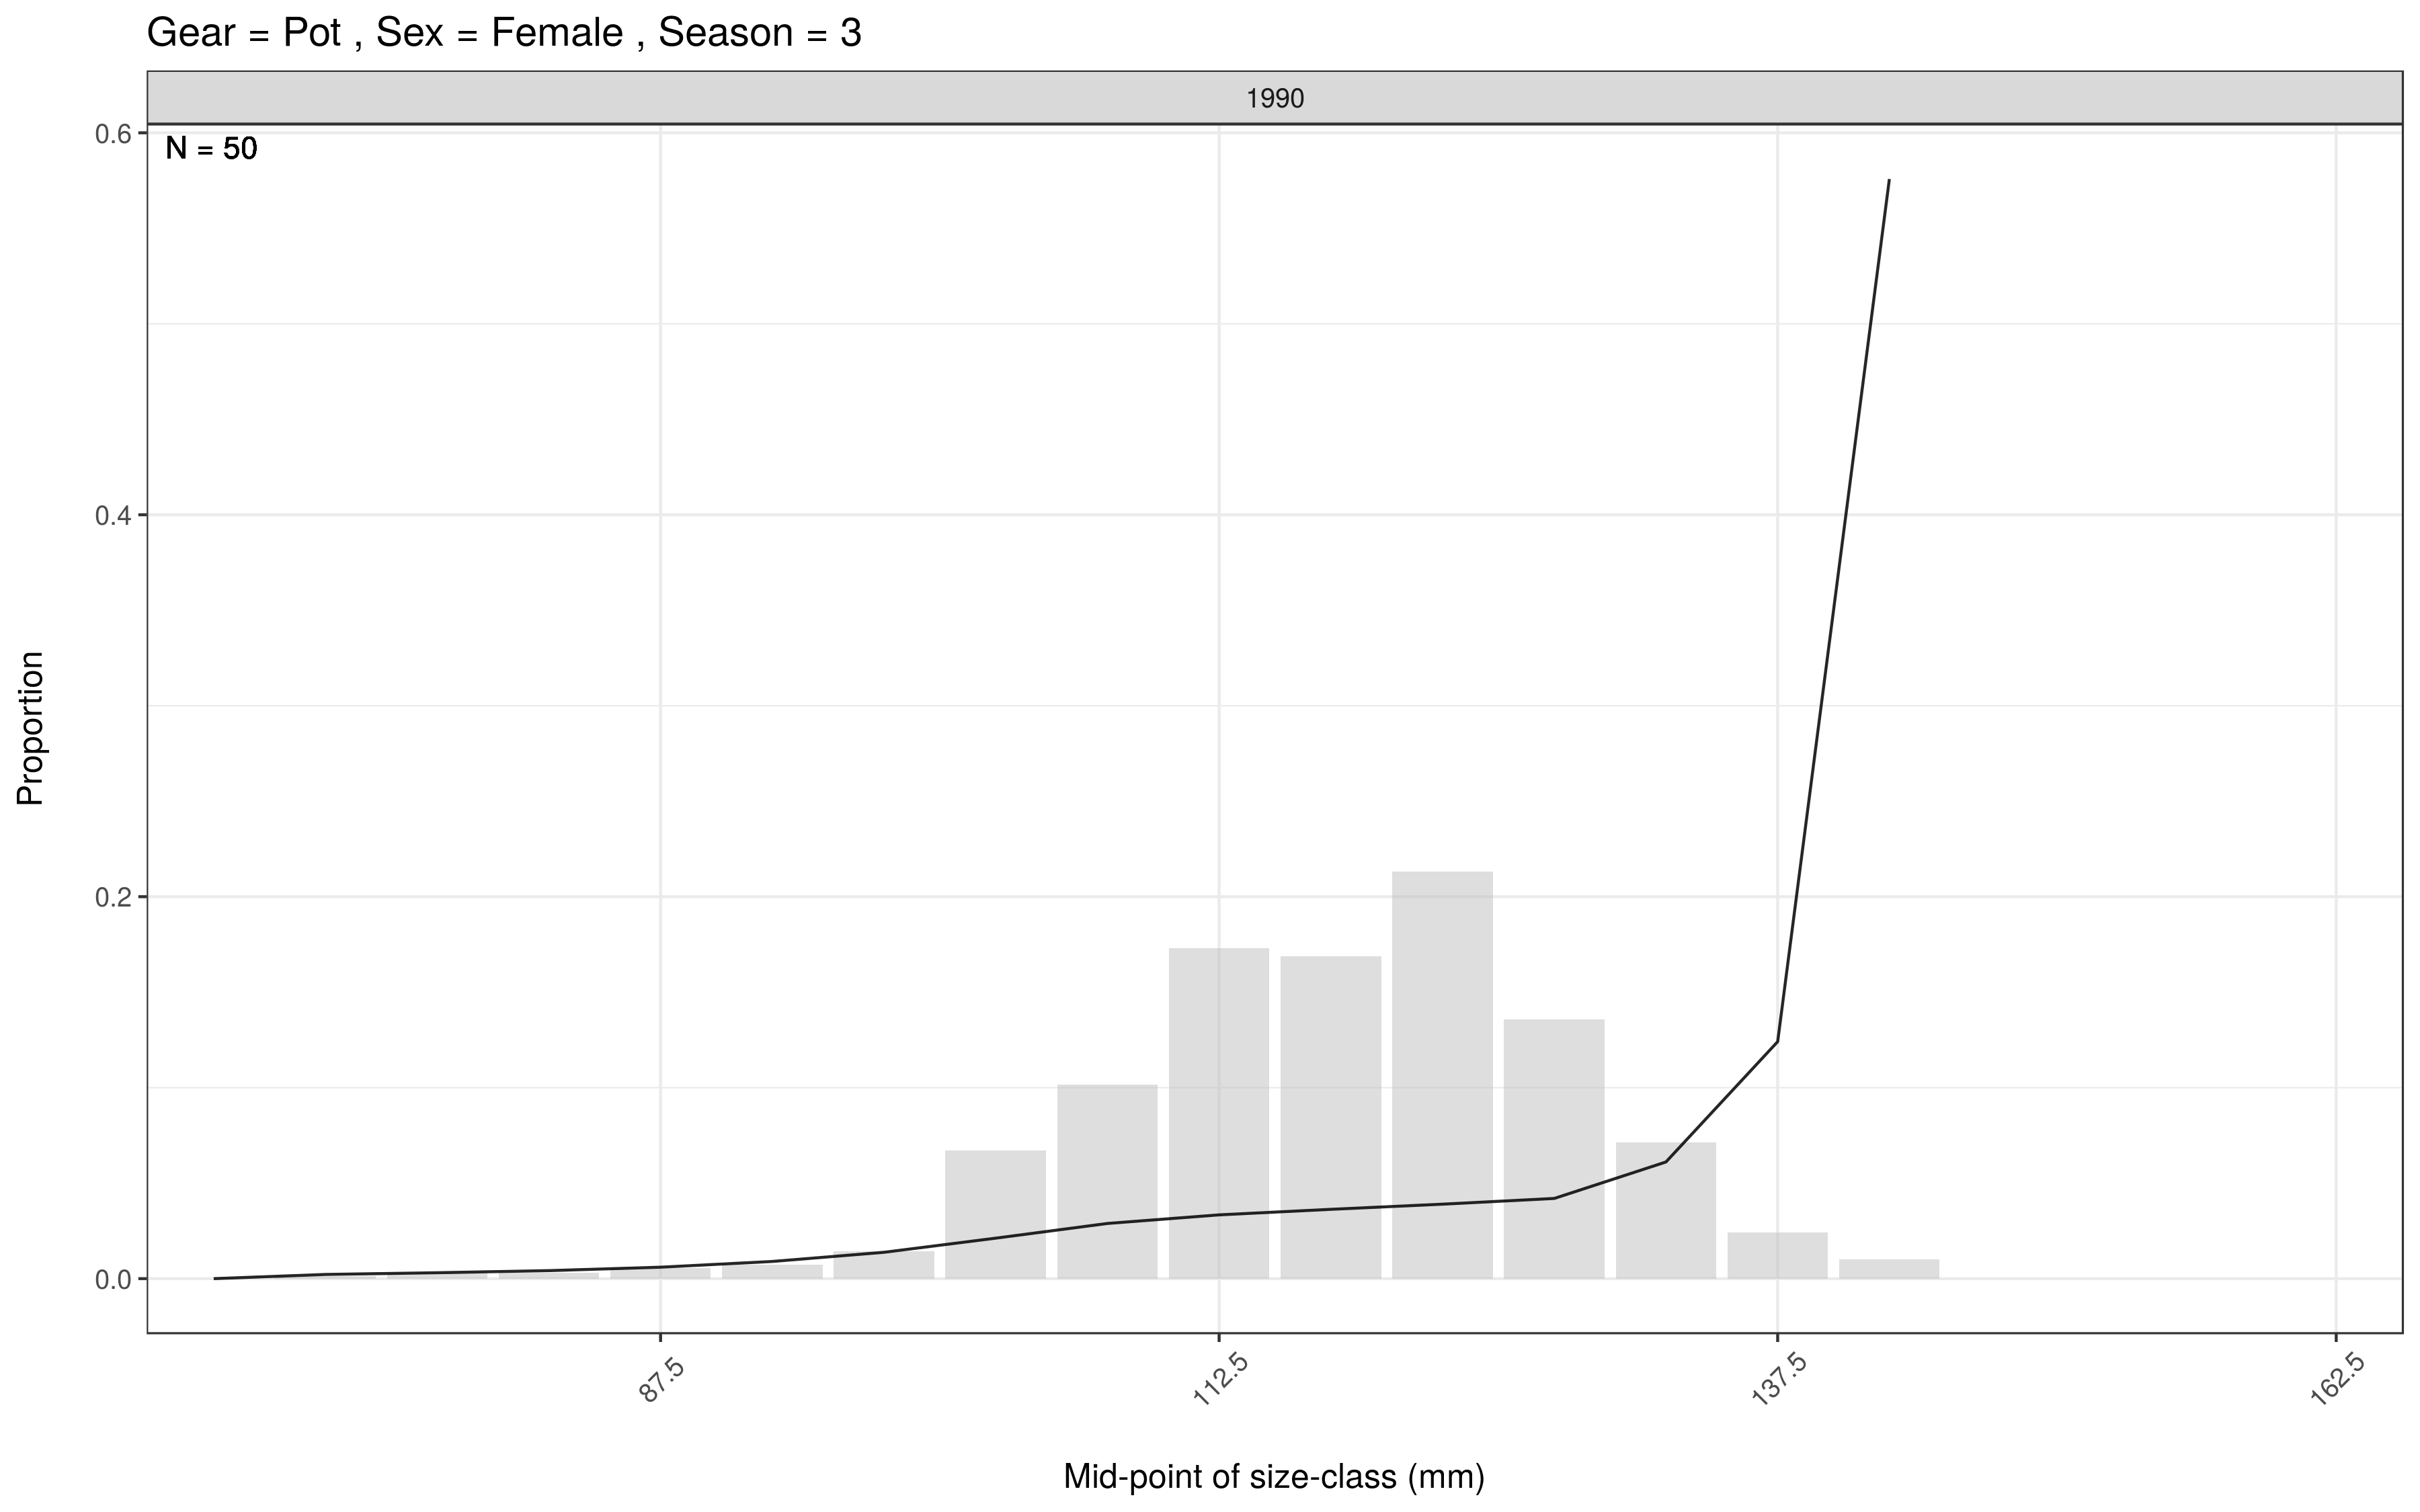 Gear = Pot , Sex = Female , Season = 3
1990
N = 50
0.6
0.4
0.2
0.0
Proportion
87.5
112.5
137.5
162.5
Mid-point of size-class (mm)